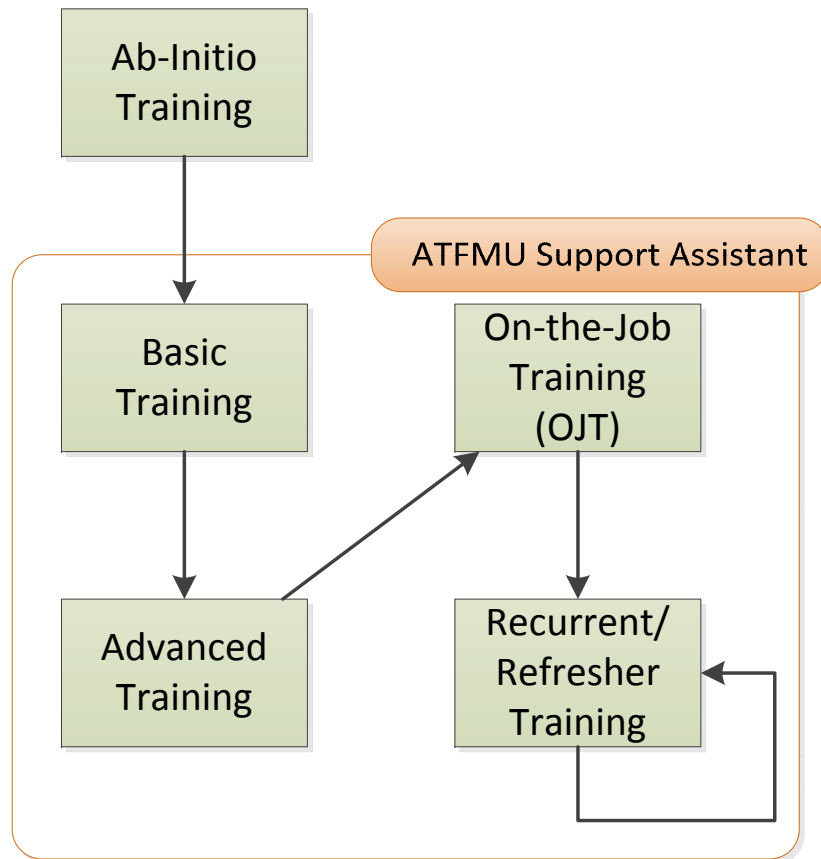 Ab-Initio
Training
ATFMU Support Assistant
Basic
Training
On-the-Job
Training
(OJT)
Advanced
Training
Recurrent/
Refresher
Training